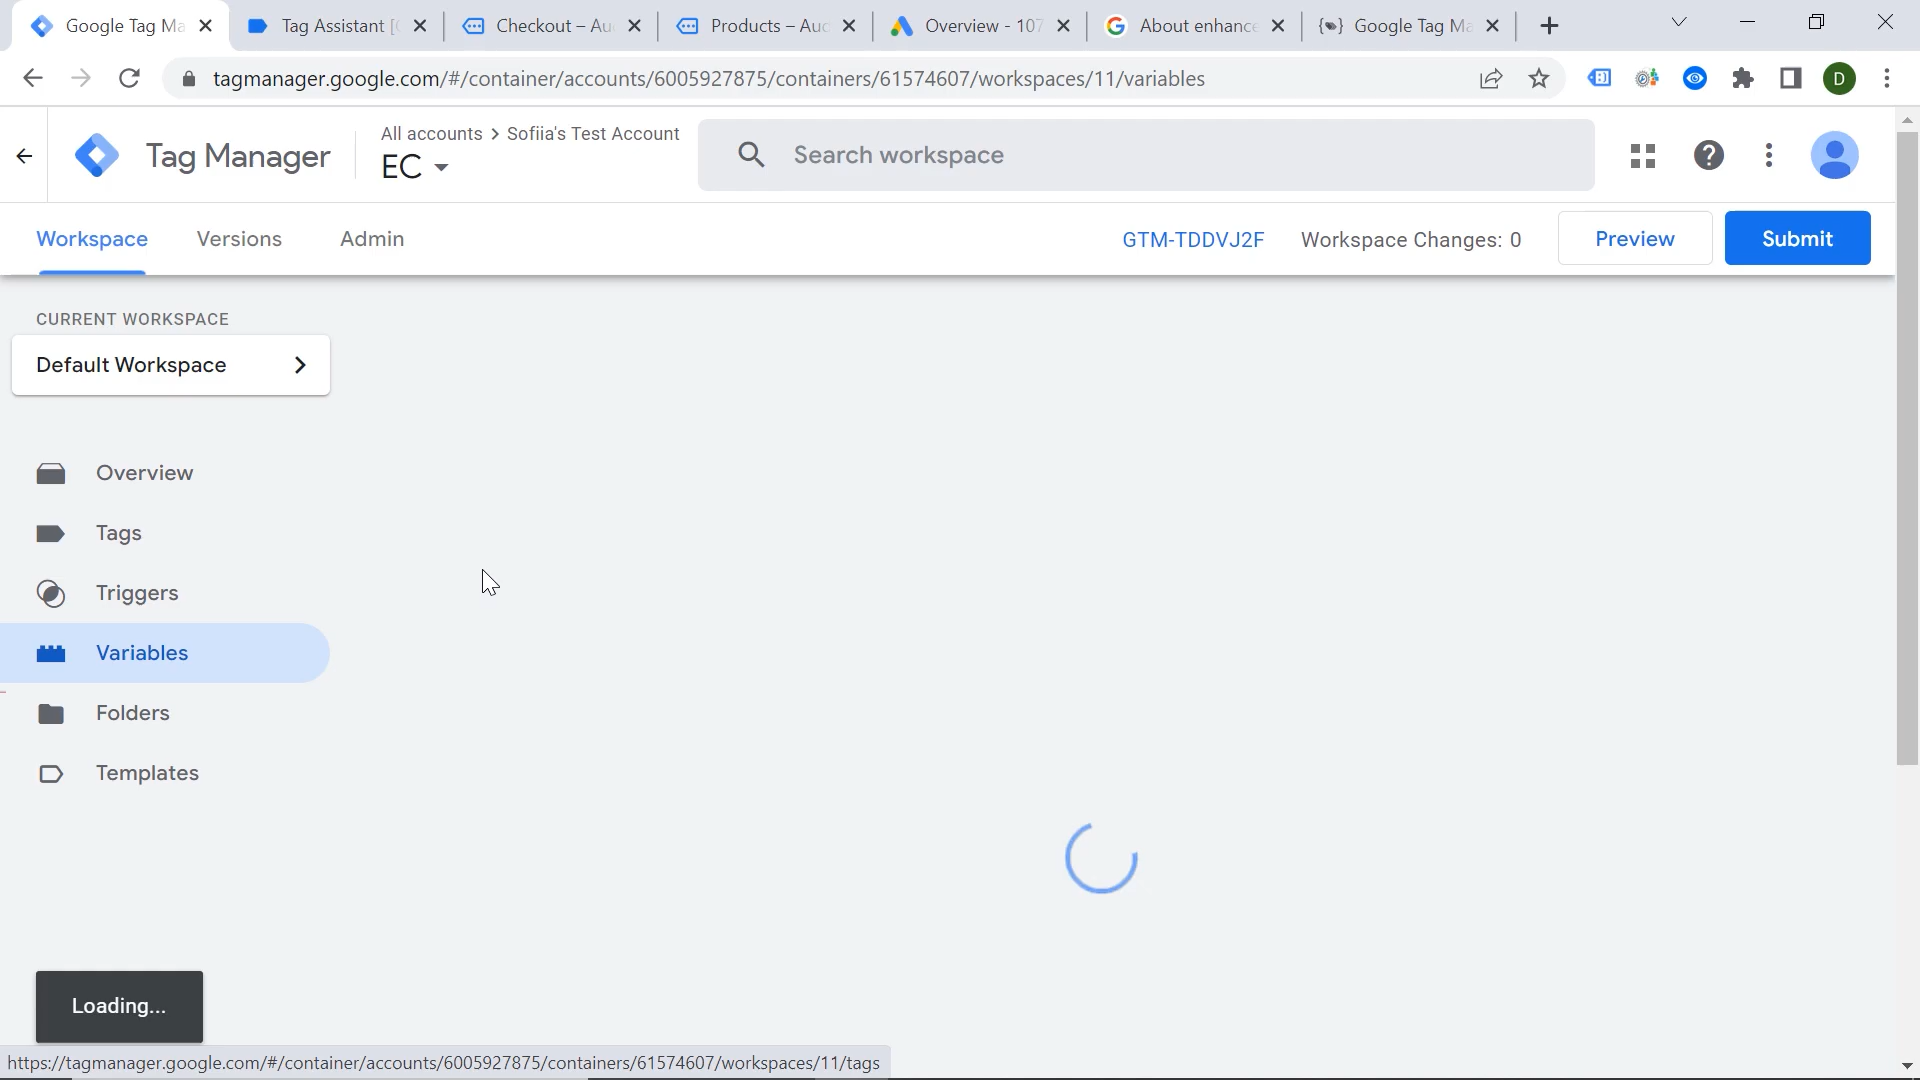 Google Tag Ma
Tag Assistant [
Checkout – Au
Products – Auc
Overview - 107
About enhance
Google Tag Ma
tagmanager.google.com/#/container/accounts/6005927875/containers/61574607/workspaces/11/variables
D
Tag Manager
All accounts > Sofiia's Test Account
EC
Search workspace
Workspace
Versions
Admin
GTM-TDDVJ2F
Workspace Changes: 0
Preview
Submit
CURRENT WORKSPACE
Default Workspace
Overview
Tags
Triggers
Variables
Folders
Templates
Loading...
https://tagmanager.google.com/#/container/accounts/6005927875/containers/61574607/workspaces/11/tags